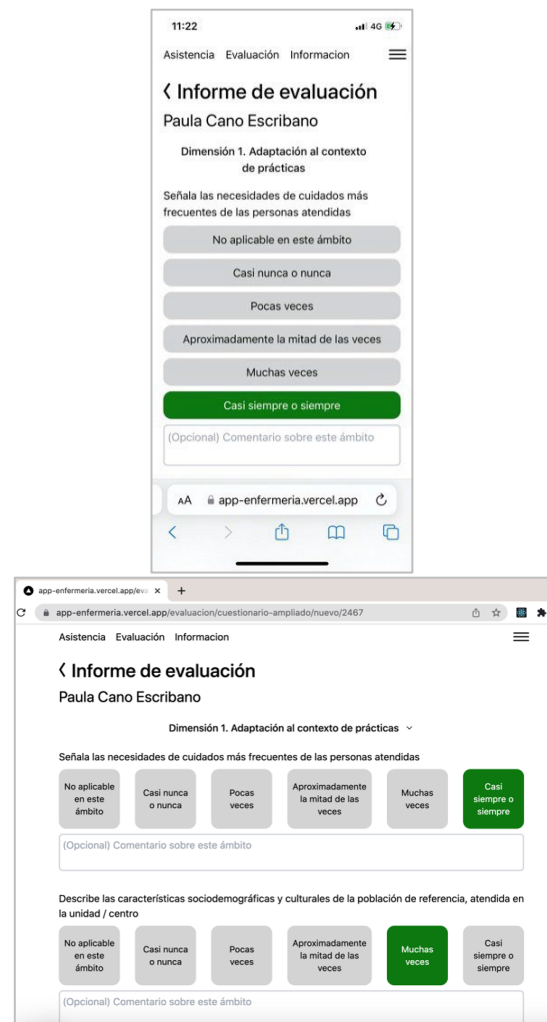 11:22
4G
Asistencia Evaluación Informacion
Informe de evaluación
Paula Cano Escribano
Dimensión 1. Adaptación al contexto
de prácticas
Señala las necesidades de cuidados más
frecuentes de las personas atendidas
No aplicable en este ámbito
Casi nunca o nunca
Pocas veces
Aproximadamente la mitad de las veces
Muchas veces
Casi siempre o siempre
(Opcional) Comentario sobre este ámbito
AA app-enfermeria.vercel.app
app-enfermeria.vercel.app/eva
app-enfermeria.vercel.app/evaluacion/cuestionario-ampliado/nuevo/2467
Asistencia Evaluación Informacion
Informe de evaluación
Paula Cano Escribano
Dimensión 1. Adaptación al contexto de prácticas
Señala las necesidades de cuidados más frecuentes de las personas atendidas
No aplicable
en este
ámbito
Casi nunca
o nunca
Pocas
veces
Aproximadamente
la mitad de las
veces
Muchas
veces
Casi
siempre o
siempre
(Opcional) Comentario sobre este ámbito
Describe las características sociodemográficas y culturales de la población de referencia, atendida en
la unidad / centro
No aplicable
en este
ámbito
Casi nunca
o nunca
Pocas
veces
Aproximadamente
la mitad de las
veces
Muchas
veces
Casi
siempre o
siempre
(Opcional) Comentario sobre este ámbito